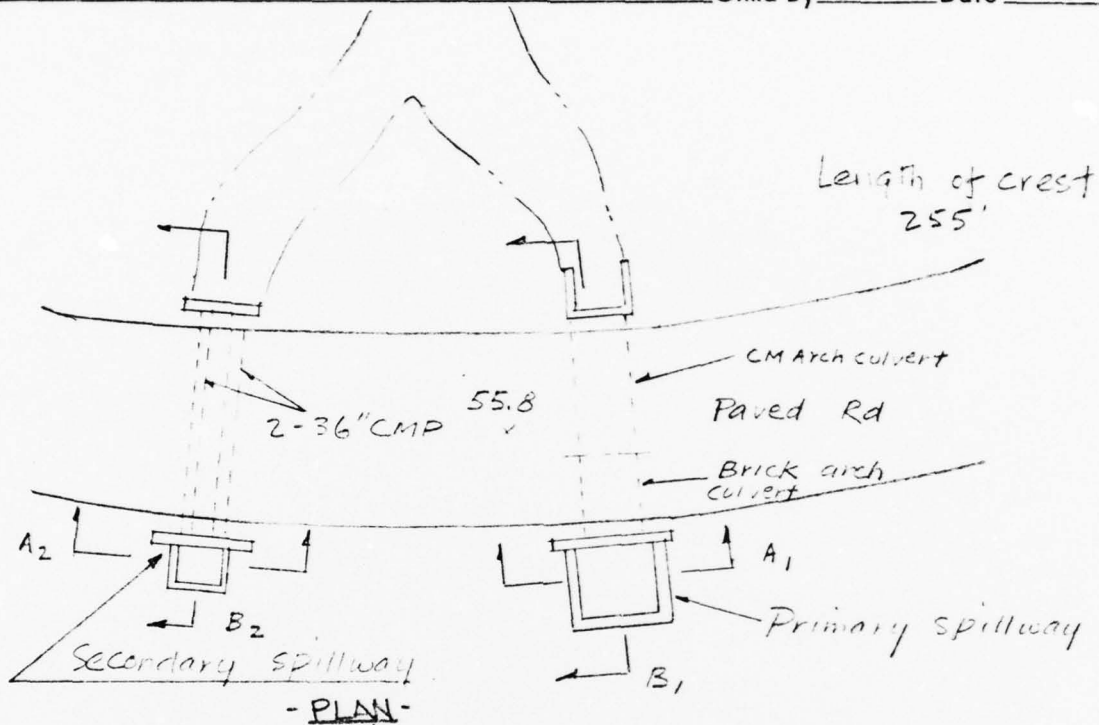 Length of crest
255'
CM Arch culvert
2-36" CMP
55.8
Paved Rd
Brick arch
culvert
A2
A1
B2
B1
Primary spillway
Secondary spillway
- PLAN -